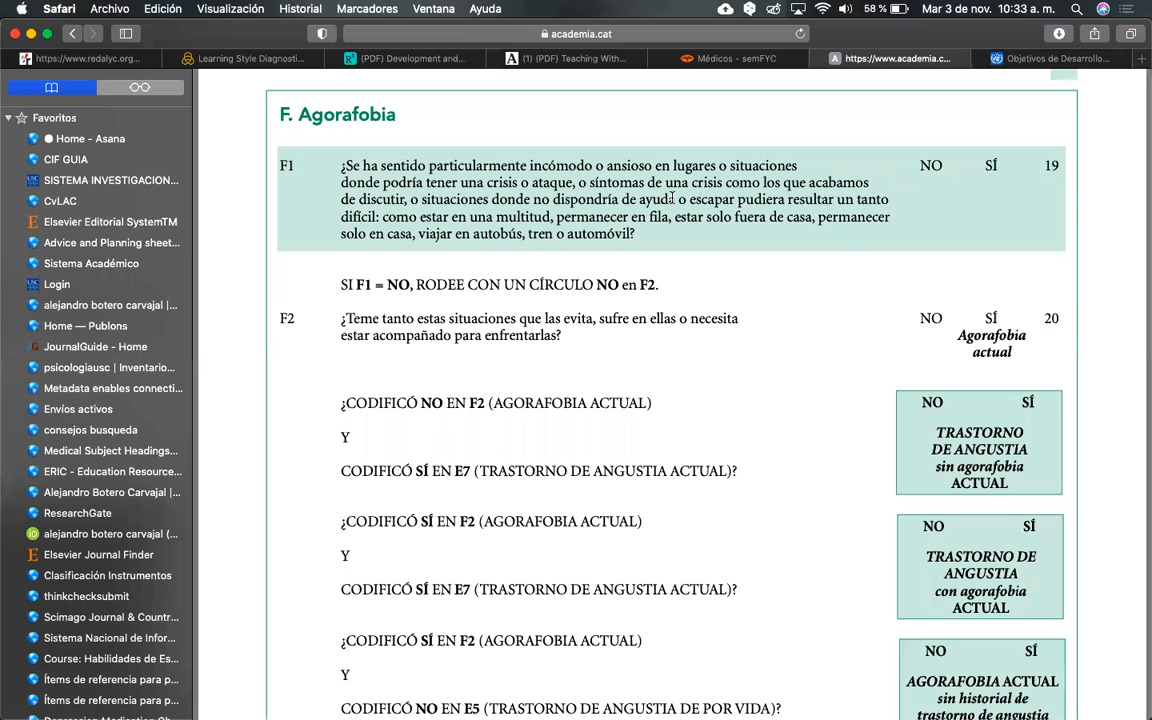 Safari Archivo Edición Visualización Historial Marcadores Ventana Ayuda 58 % Mar 3 de nov. 10:33 a. m.
academia.cat
https://www.redalyc.org... Learning Style Diagnosti... (PDF) Development and... (1) (PDF) Teaching With... Médicos – semFYC https://www.academia.c... Objetivos de Desarrollo...
Favoritos
Home - Asana
CIF GUIA
SISTEMA INVESTIGACION...
CvLAC
Elsevier Editorial SystemTM
Advice and Planning sheet...
Sistema Académico
Login
alejandro botero carvajal |...
Home — Publons
JournalGuide - Home
psicologiausc | Inventario...
Metadata enables connecti...
Envíos activos
consejos busqueda
Medical Subject Headings...
ERIC - Education Resource...
Alejandro Botero Carvajal |...
ResearchGate
alejandro botero carvajal (...
Elsevier Journal Finder
Clasificación Instrumentos
thinkchecksubmit
Scimago Journal & Countr...
Sistema Nacional de Infor...
Course: Habilidades de Es...
Ítems de referencia para p...
Ítems de referencia para p...
F. Agorafobia
F1 ¿Se ha sentido particularmente incómodo o ansioso en lugares o situaciones NO SÍ 19
donde podría tener una crisis o ataque, o síntomas de una crisis como los que acabamos
de discutir, o situaciones donde no dispondría de ayuda o escapar pudiera resultar un tanto
difícil: como estar en una multitud, permanecer en fila, estar solo fuera de casa, permanecer
solo en casa, viajar en autobús, tren o automóvil?
SI F1 = NO, RODEE CON UN CÍRCULO NO en F2.
F2 ¿Teme tanto estas situaciones que las evita, sufre en ellas o necesita NO SÍ 20
estar acompañado para enfrentarlas?
Agorafobia
actual
¿CODIFICÓ NO EN F2 (AGORAFOBIA ACTUAL)
Y
CODIFICÓ SÍ EN E7 (TRASTORNO DE ANGUSTIA ACTUAL)?
NO SÍ
TRASTORNO
DE ANGUSTIA
sin agorafobia
ACTUAL
¿CODIFICÓ SÍ EN F2 (AGORAFOBIA ACTUAL)
Y
CODIFICÓ SÍ EN E7 (TRASTORNO DE ANGUSTIA ACTUAL)?
NO SÍ
TRASTORNO DE
ANGUSTIA
con agorafobia
ACTUAL
¿CODIFICÓ SÍ EN F2 (AGORAFOBIA ACTUAL)
Y
CODIFICÓ NO EN E5 (TRASTORNO DE ANGUSTIA DE POR VIDA)?
NO SÍ
AGORAFOBIA ACTUAL
sin historial de
trastorno de angustia